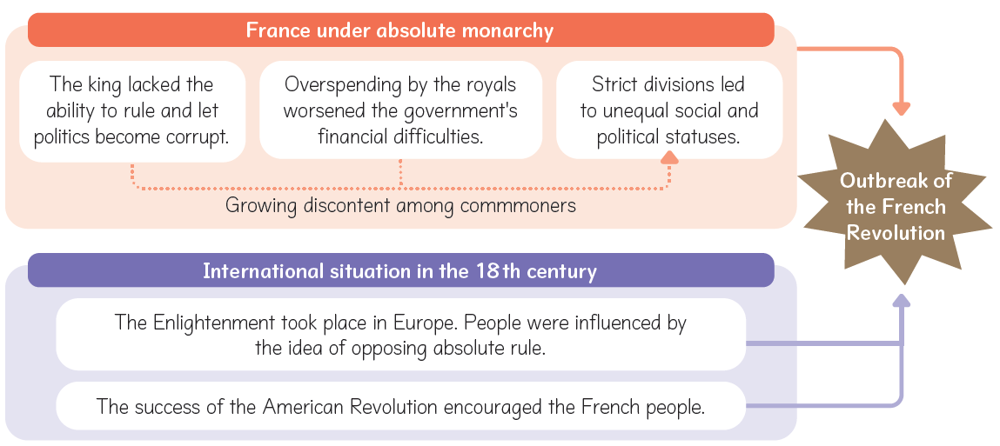 France under absolute monarchy
The king lacked the
ability to rule and let
politics become corrupt.
Overspending by the royals
worsened the government's
financial difficulties.
Strict divisions led
to unequal social and
political statuses.
Growing discontent among commmoners
Outbreak of
the French
Revolution
International situation in the 18th century
The Enlightenment took place in Europe. People were influenced by
the idea of opposing absolute rule.
The success of the American Revolution encouraged the French people.